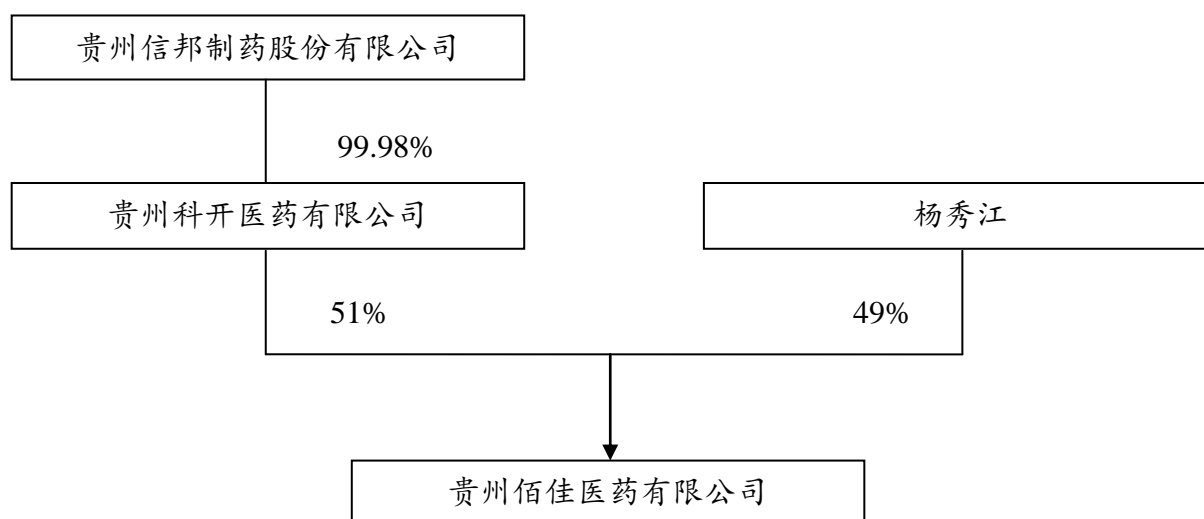 贵州信邦制药股份有限公司
99.98%
贵州科开医药有限公司
杨秀江
51%
49%
贵州佰佳医药有限公司